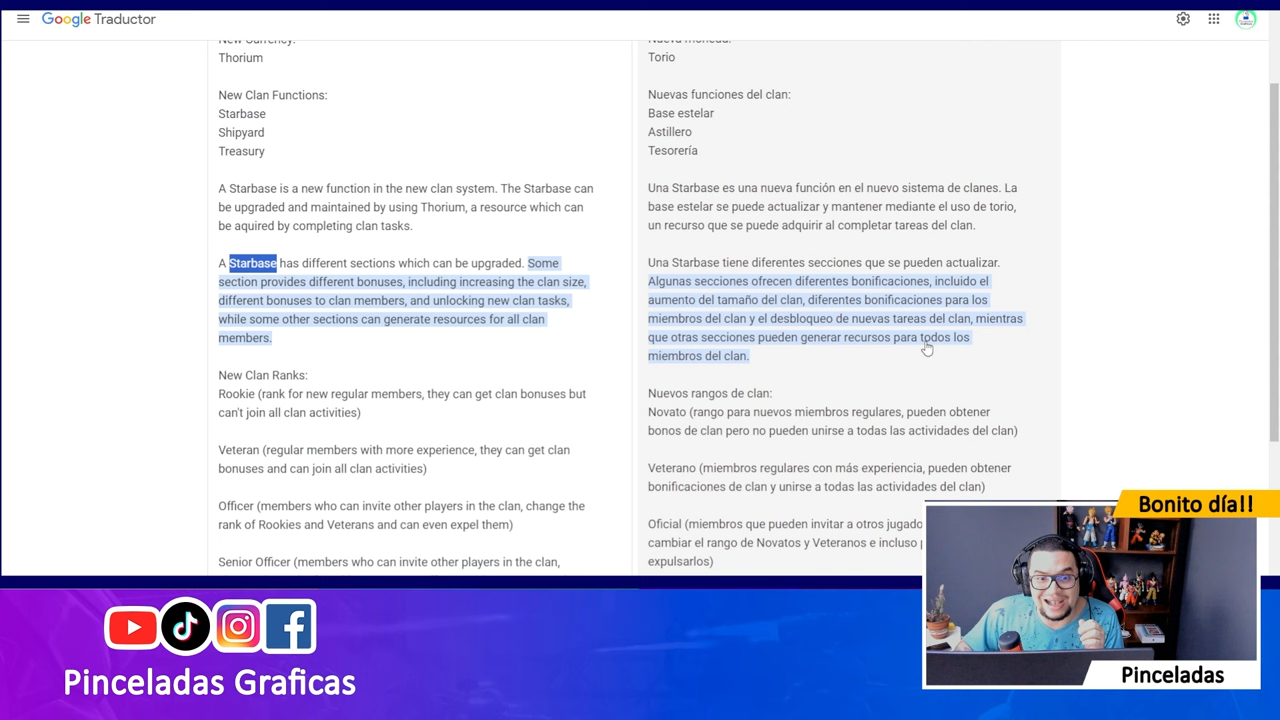 Google Traductor
New Currency:
Thorium
New Clan Functions:
Starbase
Shipyard
Treasury
A Starbase is a new function in the new clan system. The Starbase can
be upgraded and maintained by using Thorium, a resource which can
be aquired by completing clan tasks.
A Starbase has different sections which can be upgraded. Some
section provides different bonuses, including increasing the clan size,
different bonuses to clan members, and unlocking new clan tasks,
while some other sections can generate resources for all clan
members.
New Clan Ranks:
Rookie (rank for new regular members, they can get clan bonuses but
can't join all clan activities)
Veteran (regular members with more experience, they can get clan
bonuses and can join all clan activities)
Officer (members who can invite other players in the clan, change the
rank of Rookies and Veterans and can even expel them)
Senior Officer (members who can invite other players in the clan,
Nueva moneda:
Torio
Nuevas funciones del clan:
Base estelar
Astillero
Tesorería
Una Starbase es una nueva función en el nuevo sistema de clanes. La
base estelar se puede actualizar y mantener mediante el uso de torio,
un recurso que se puede adquirir al completar tareas del clan.
Una Starbase tiene diferentes secciones que se pueden actualizar.
Algunas secciones ofrecen diferentes bonificaciones, incluido el
aumento del tamaño del clan, diferentes bonificaciones para los
miembros del clan y el desbloqueo de nuevas tareas del clan, mientras
que otras secciones pueden generar recursos para todos los
miembros del clan.
Nuevos rangos de clan:
Novato (rango para nuevos miembros regulares, pueden obtener
bonos de clan pero no pueden unirse a todas las actividades del clan)
Veterano (miembros regulares con más experiencia, pueden obtener
bonificaciones de clan y unirse a todas las actividades del clan)
Oficial (miembros que pueden invitar a otros jugado
cambiar el rango de Novatos y Veteranos e incluso
expulsarlos)
Bonito día!!
Pinceladas
Pinceladas Graficas